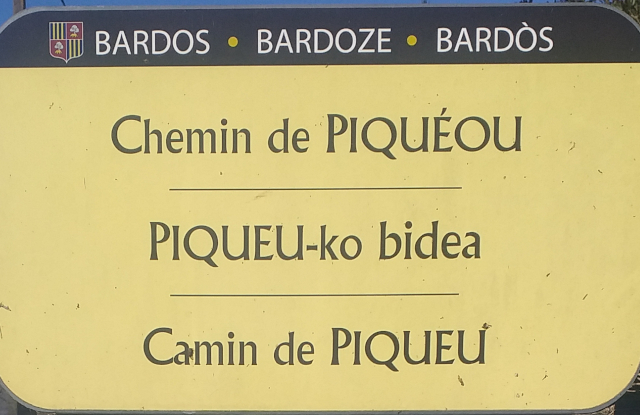 BARDOS • BARDOZE • BARDÒS
Chemin de PIQUÉOU
PIQUEU-ko bidea
Camin de PIQUEU